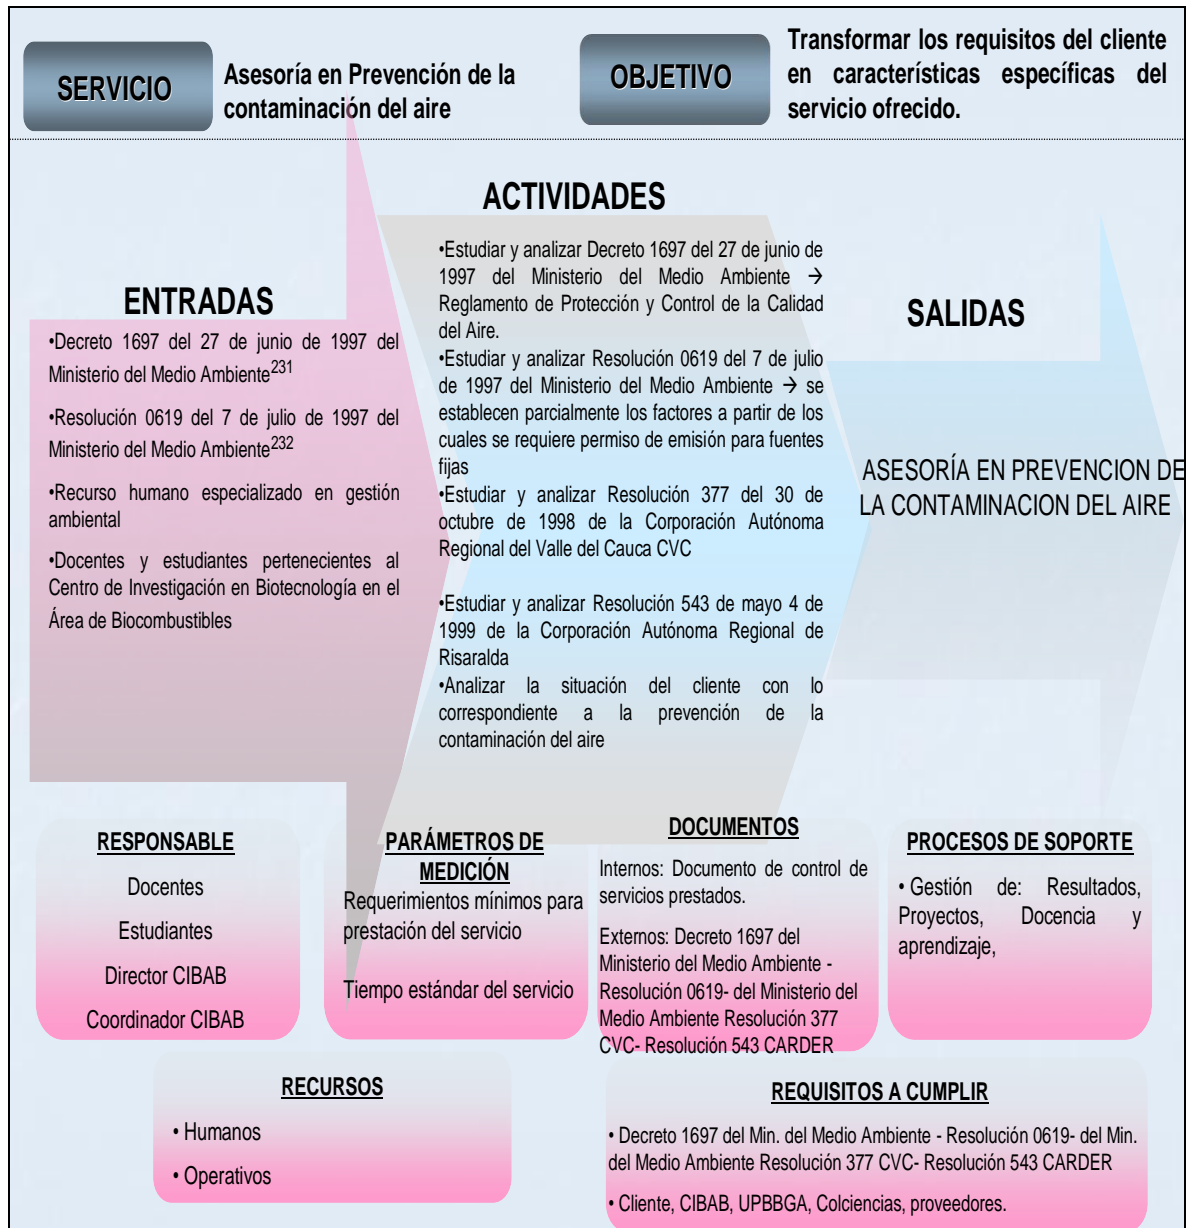 SERVICIO
Asesoría en Prevención de la
contaminación del aire
OBJETIVO
Transformar los requisitos del cliente
en características específicas del
servicio ofrecido.
ENTRADAS
•Decreto 1697 del 27 de junio de 1997 del
Ministerio del Medio Ambiente231
•Resolución 0619 del 7 de julio de 1997 del
Ministerio del Medio Ambiente232
•Recurso humano especializado en gestión
ambiental
•Docentes y estudiantes pertenecientes al
Centro de Investigación en Biotecnología en el
Área de Biocombustibles
ACTIVIDADES
•Estudiar y analizar Decreto 1697 del 27 de junio de
1997 del Ministerio del Medio Ambiente →
Reglamento de Protección y Control de la Calidad
del Aire.
•Estudiar y analizar Resolución 0619 del 7 de julio
de 1997 del Ministerio del Medio Ambiente → se
establecen parcialmente los factores a partir de los
cuales se requiere permiso de emisión para fuentes
fijas
•Estudiar y analizar Resolución 377 del 30 de
octubre de 1998 de la Corporación Autónoma
Regional del Valle del Cauca CVC
•Estudiar y analizar Resolución 543 de mayo 4 de
1999 de la Corporación Autónoma Regional de
Risaralda
•Analizar la situación del cliente con lo
correspondiente a la prevención de la
contaminación del aire
SALIDAS
ASESORÍA EN PREVENCION DE
LA CONTAMINACION DEL AIRE
RESPONSABLE
Docentes
Estudiantes
Director CIBAB
Coordinador CIBAB
PARÁMETROS DE
MEDICIÓN
Requerimientos mínimos para
prestación del servicio
Tiempo estándar del servicio
DOCUMENTOS
Internos: Documento de control de
servicios prestados.
Externos: Decreto 1697 del
Ministerio del Medio Ambiente -
Resolución 0619- del Ministerio del
Medio Ambiente Resolución 377
CVC- Resolución 543 CARDER
PROCESOS DE SOPORTE
• Gestión de: Resultados,
Proyectos, Docencia y
aprendizaje,
RECURSOS
• Humanos
• Operativos
REQUISITOS A CUMPLIR
• Decreto 1697 del Min. del Medio Ambiente - Resolución 0619- del Min.
del Medio Ambiente Resolución 377 CVC- Resolución 543 CARDER
• Cliente, CIBAB, UPBBGA, Colciencias, proveedores.